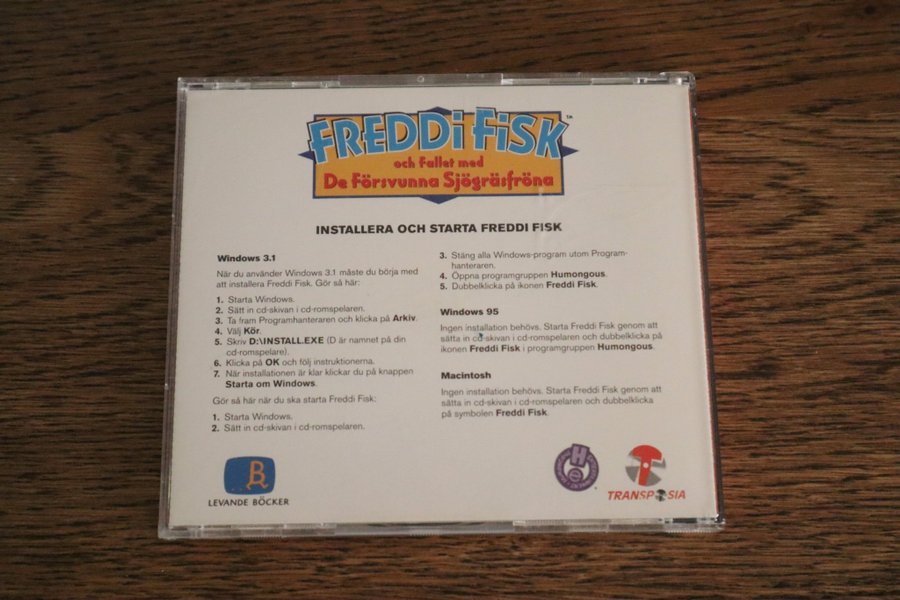 FREDDi FiSK™
och Fallet med
De Försvunna Sjögräsfröna
INSTALLERA OCH STARTA FREDDI FISK
Windows 3.1
När du använder Windows 3.1 måste du börja med
att installera Freddi Fisk. Gör så här:
1. Starta Windows.
2. Sätt in cd-skivan i cd-romspelaren.
3. Ta fram Programhanteraren och klicka på Arkiv.
4. Välj Kör.
5. Skriv D:\INSTALL.EXE (D är namnet på din
cd-romspelare).
6. Klicka på OK och följ instruktionerna.
7. När installationen är klar klickar du på knappen
Starta om Windows.
Gör så här när du ska starta Freddi Fisk:
1. Starta Windows.
2. Sätt in cd-skivan i cd-romspelaren.
3. Stäng alla Windows-program utom Program-
hanteraren.
4. Öppna programgruppen Humongous.
5. Dubbelklicka på ikonen Freddi Fisk.
Windows 95
Ingen installation behövs. Starta Freddi Fisk genom att
sätta in cd-skivan i cd-romspelaren och dubbelklicka på
ikonen Freddi Fisk i programgruppen Humongous.
Macintosh
Ingen installation behövs. Starta Freddi Fisk genom att
sätta in cd-skivan i cd-romspelaren och dubbelklicka
på symbolen Freddi Fisk.
B
LEVANDE BÖCKER
H
e
T
TRANSPOSIA